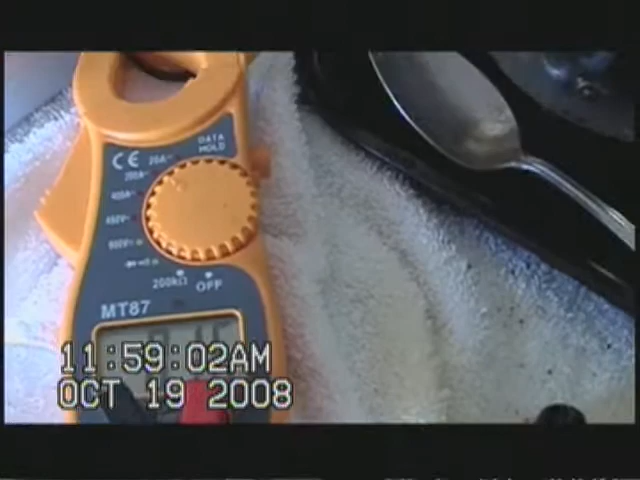 CE
DATA HOLD
20A
200A
400A
450V
600V
200kΩ
OFF
MT87
11:59:02AM
OCT 19 2008